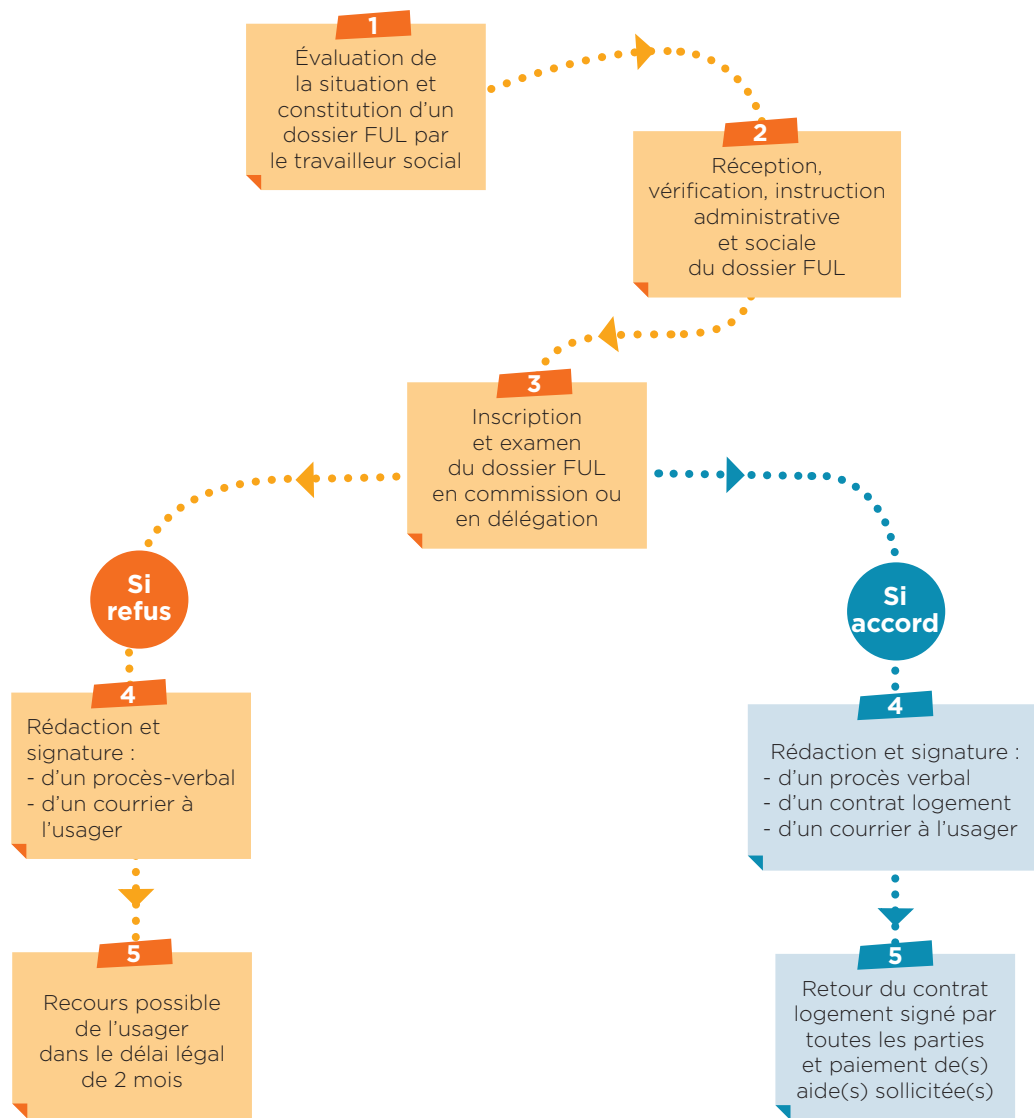 1
Évaluation de
la situation et
constitution d'un
dossier FUL par
le travailleur social
2
Réception,
vérification, instruction
administrative
et sociale
du dossier FUL
3
Inscription
et examen
du dossier FUL
en commission ou
en délégation
Si
refus
4
Rédaction et
signature :
- d'un procès-verbal
- d'un courrier à
l'usager
5
Recours possible
de l'usager
dans le délai légal
de 2 mois
Si
accord
4
Rédaction et signature :
- d'un procès verbal
- d'un contrat logement
- d'un courrier à l'usager
5
Retour du contrat
logement signé par
toutes les parties
et paiement de(s)
aide(s) sollicitée(s)